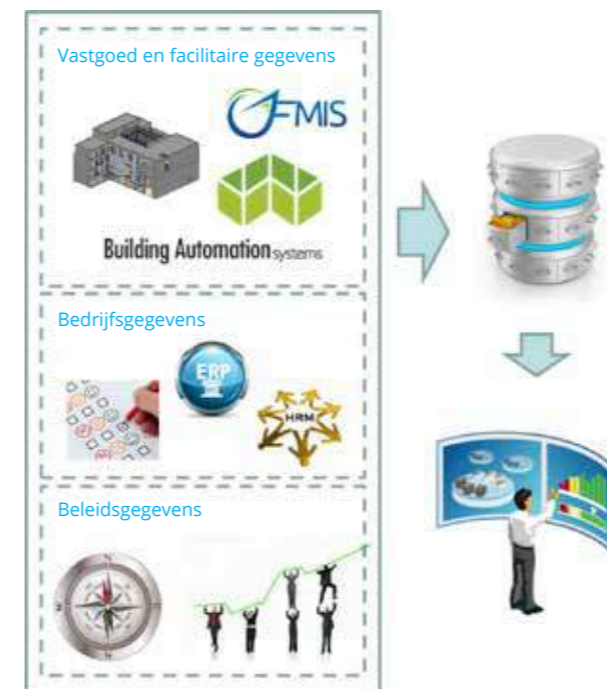 Vastgoed en facilitaire gegevens
FMIS
Building Automation systems
Bedrijfsgegevens
ERP
HRM
Beleidsgegevens